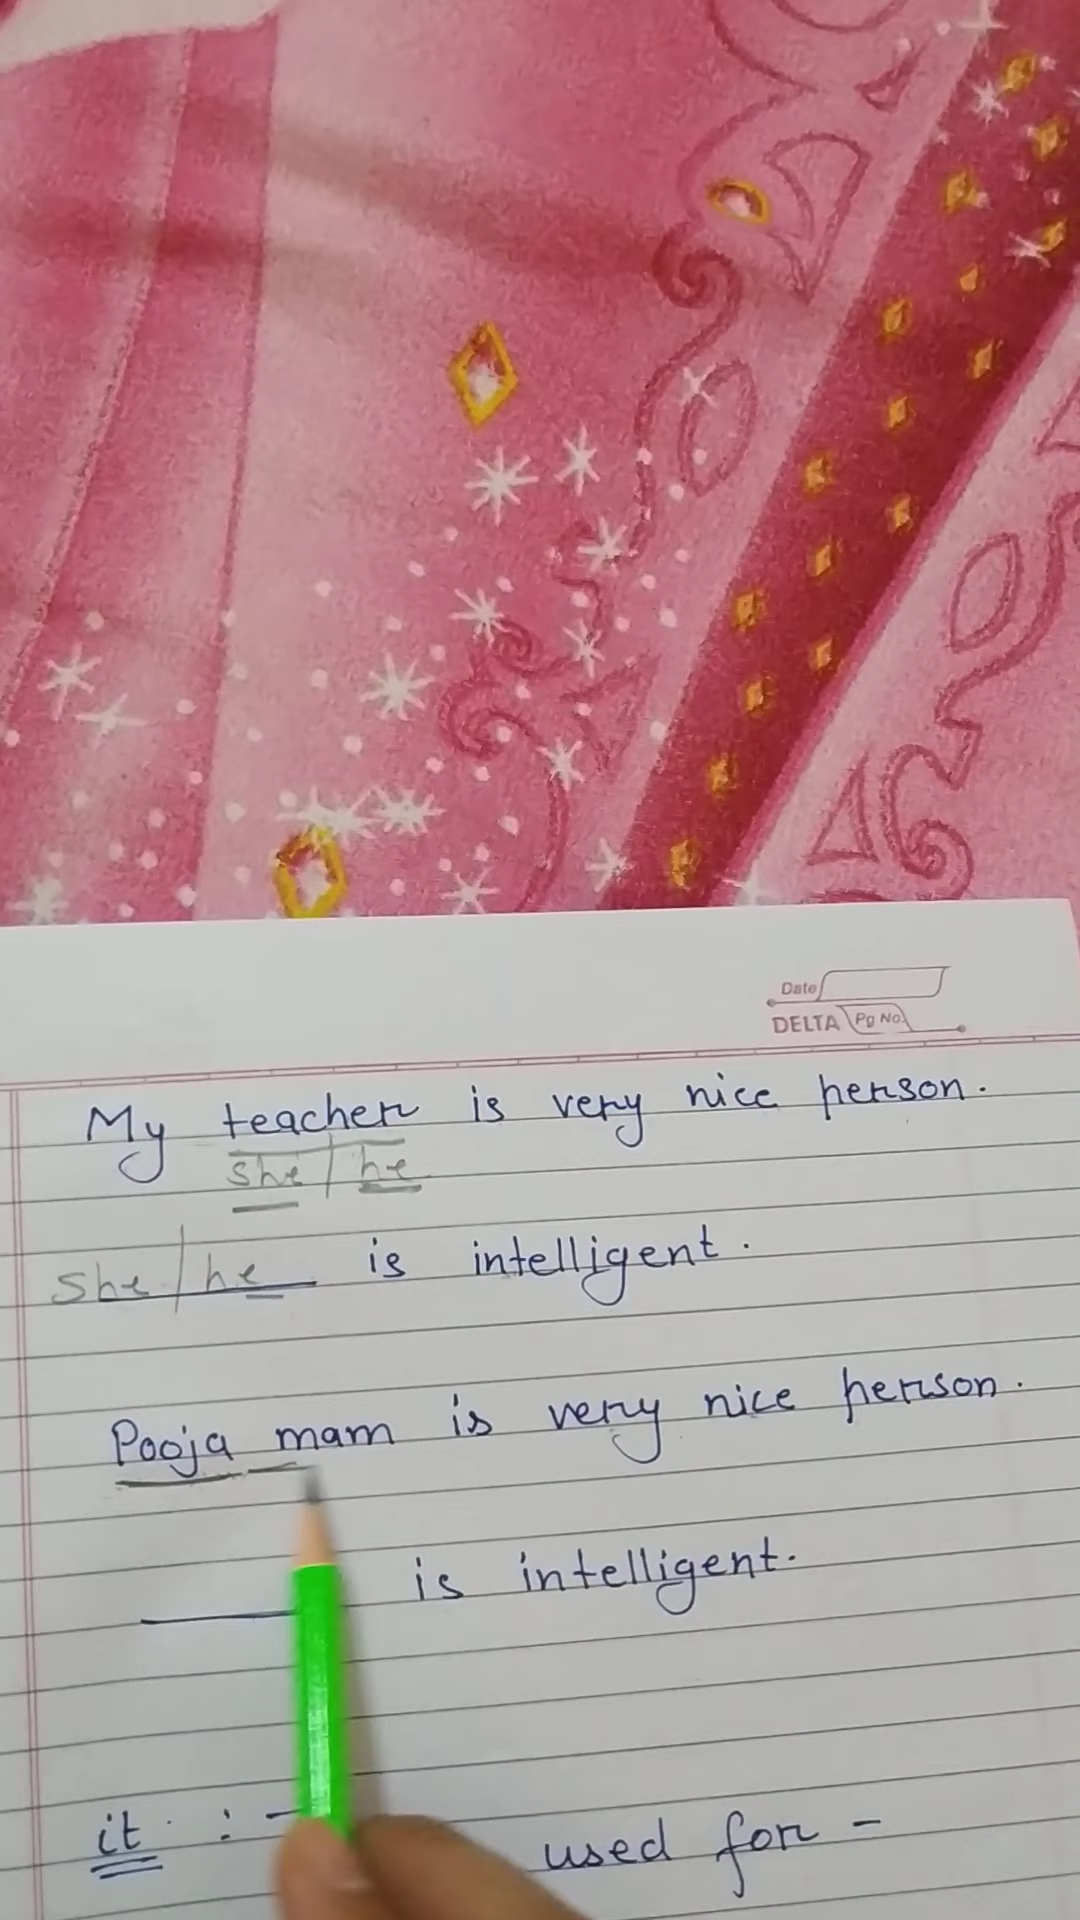 Date
DELTA Pg No.
My teacher is very nice person.
she / he
she / he is intelligent.
Pooja mam is very nice person.
is intelligent.
it : - used for -